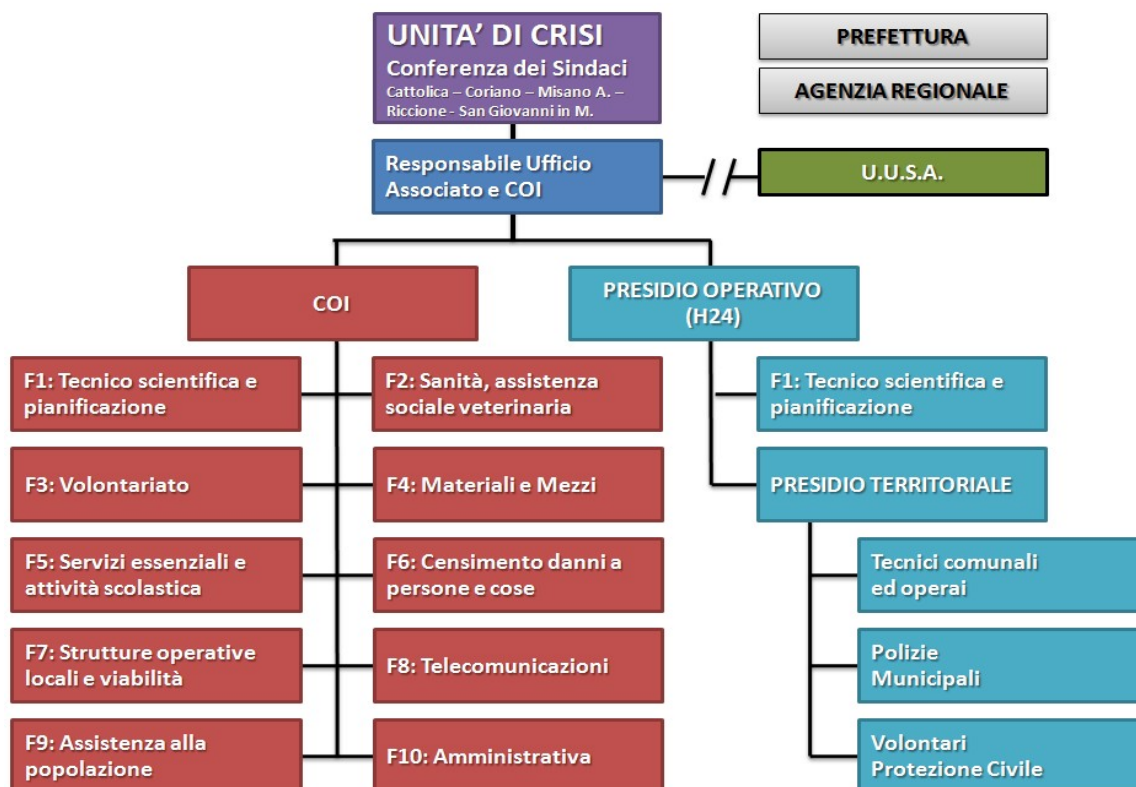 UNITA’ DI CRISI
Conferenza dei Sindaci
Cattolica – Coriano – Misano A. –
Riccione - San Giovanni in M.
PREFETTURA
AGENZIA REGIONALE
Responsabile Ufficio
Associato e COI
U.U.S.A.
COI
PRESIDIO OPERATIVO
(H24)
F1: Tecnico scientifica e
pianificazione
F2: Sanità, assistenza
sociale veterinaria
F1: Tecnico scientifica e
pianificazione
F3: Volontariato
F4: Materiali e Mezzi
PRESIDIO TERRITORIALE
F5: Servizi essenziali e
attività scolastica
F6: Censimento danni a
persone e cose
Tecnici comunali
ed operai
F7: Strutture operative
locali e viabilità
F8: Telecomunicazioni
Polizie
Municipali
F9: Assistenza alla
popolazione
F10: Amministrativa
Volontari
Protezione Civile